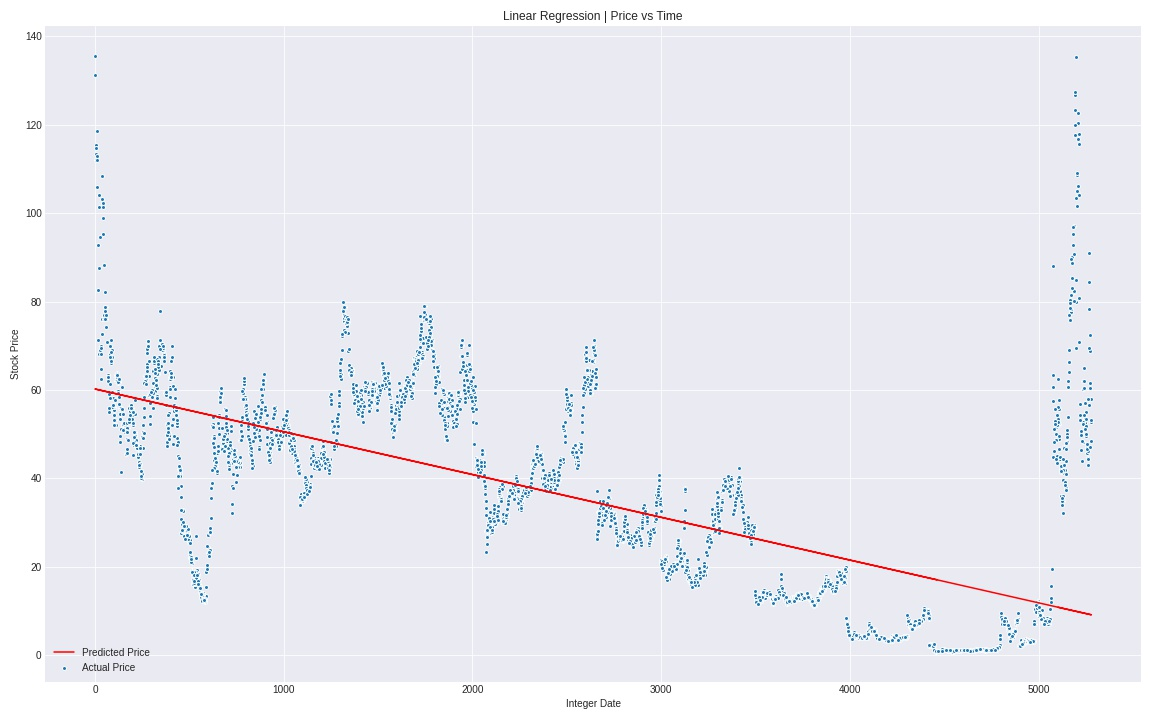 Linear Regression | Price vs Time
140
120
100
80
60
40
20
0
Stock Price
Predicted Price
Actual Price
0 1000 2000 3000 4000 5000
Integer Date